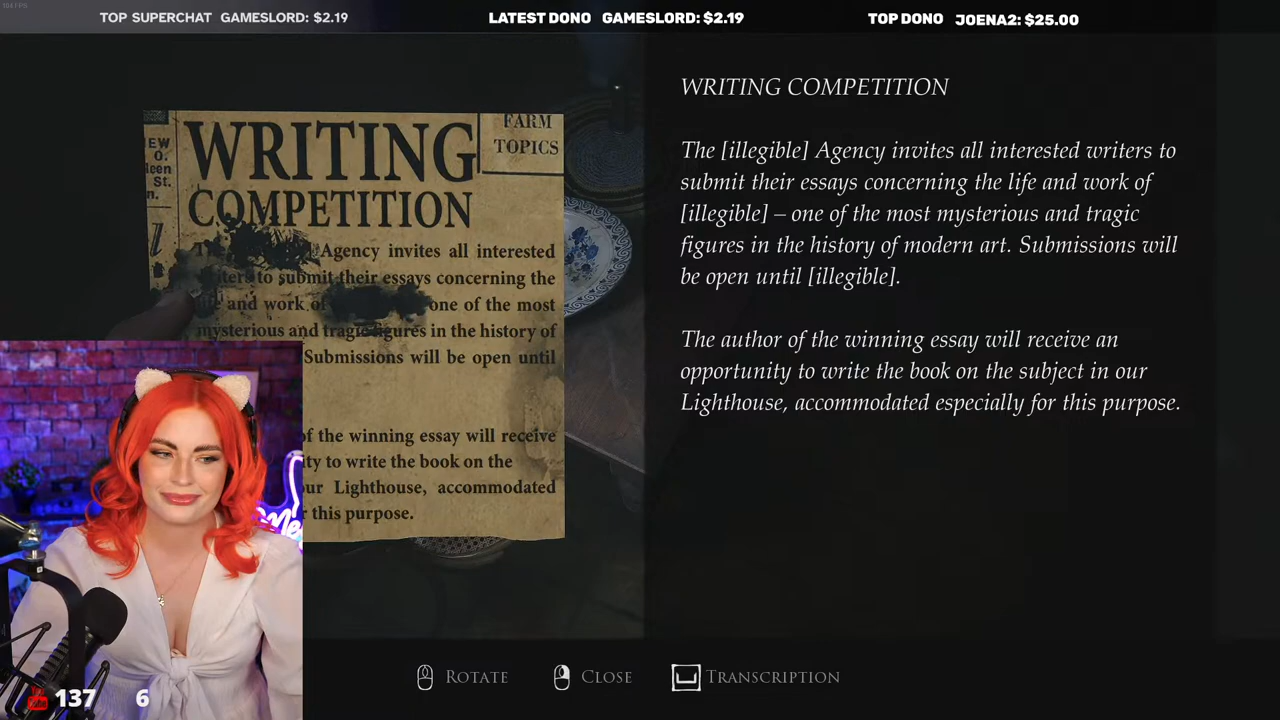 104 FPS
TOP SUPERCHAT GAMESLORD: $2.19
LATEST DONO GAMESLORD: $2.19
TOP DONO JOENA2: $25.00
WRITING
COMPETITION
FARM
TOPICS
EW
O.
leen
St.
n.
Agency invites all interested
to submit their essays concerning the
and work of one of the most
mysterious and tragic figures in the history of
Submissions will be open until
of the winning essay will receive
ity to write the book on the
ur Lighthouse, accommodated
r this purpose.
WRITING COMPETITION
The [illegible] Agency invites all interested writers to
submit their essays concerning the life and work of
[illegible] – one of the most mysterious and tragic
figures in the history of modern art. Submissions will
be open until [illegible].
The author of the winning essay will receive an
opportunity to write the book on the subject in our
Lighthouse, accommodated especially for this purpose.
137 6
ROTATE CLOSE TRANSCRIPTION